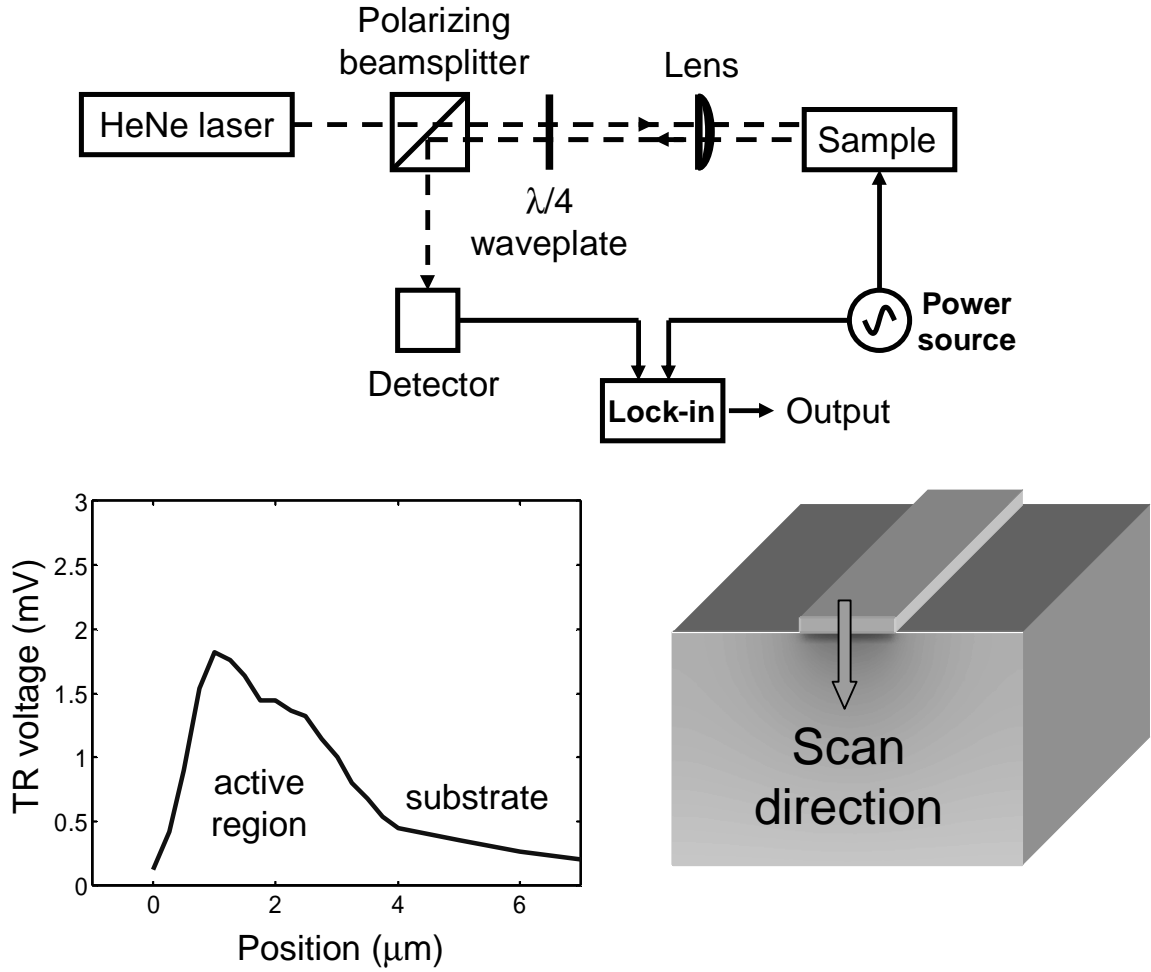 Polarizing
beamsplitter
Lens
HeNe laser
Sample
λ/4
waveplate
Power
source
Detector
Lock-in
Output
3
2.5
2
1.5
1
0.5
0
TR voltage (mV)
active
region
substrate
0
2
4
6
Position (μm)
Scan
direction